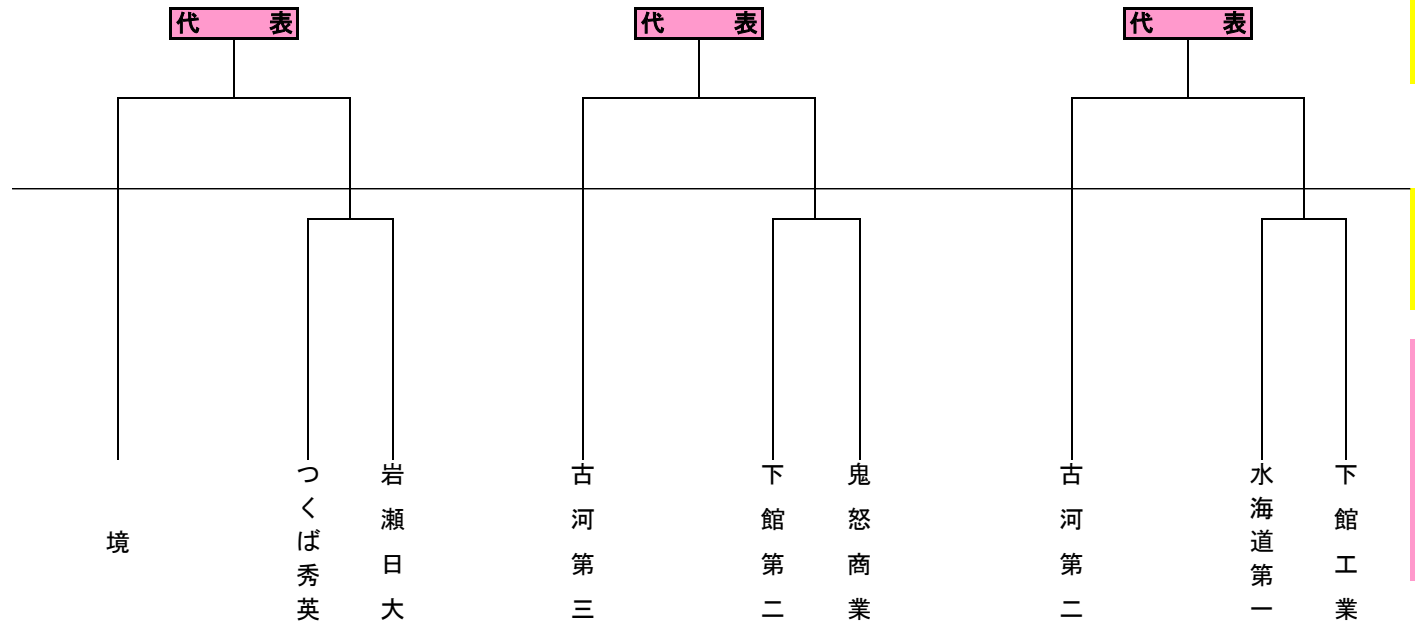 代表
代表
代表
境
つくば秀英
岩瀬日大
古河第三
下館第二
鬼怒商業
古河第二
水海道第一
下館工業